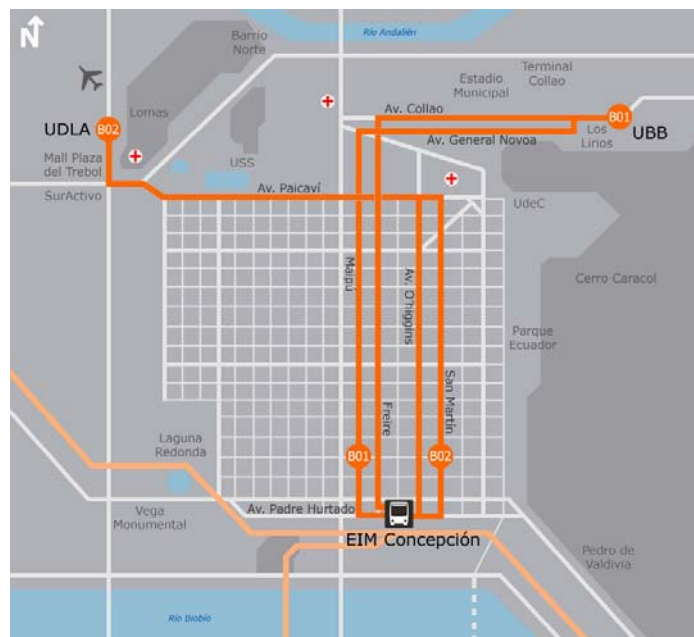 N
Río Andalién
Barrio
Norte
Terminal
Collao
Estadio
Municipal
Lomas
Av. Collao
UDLA
B02
B01
UBB
Av. General Novoa
Los
Lirios
Mall Plaza
del Trebol
USS
SurActivo
Av. Paicaví
UdeC
Maipú
Av. O'higgins
Cerro Caracol
Parque
Ecuador
San Martín
Freire
Laguna
Redonda
B01
B02
Vega
Monumental
Av. Padre Hurtado
EIM Concepción
Pedro de
Valdivia
Río Biobío